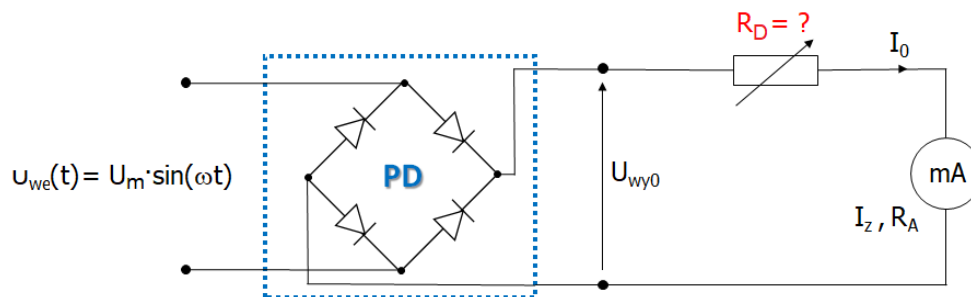 R_D = ?
I_0
u_we(t) = U_m·sin(ωt)
PD
U_wy0
mA
I_z , R_A